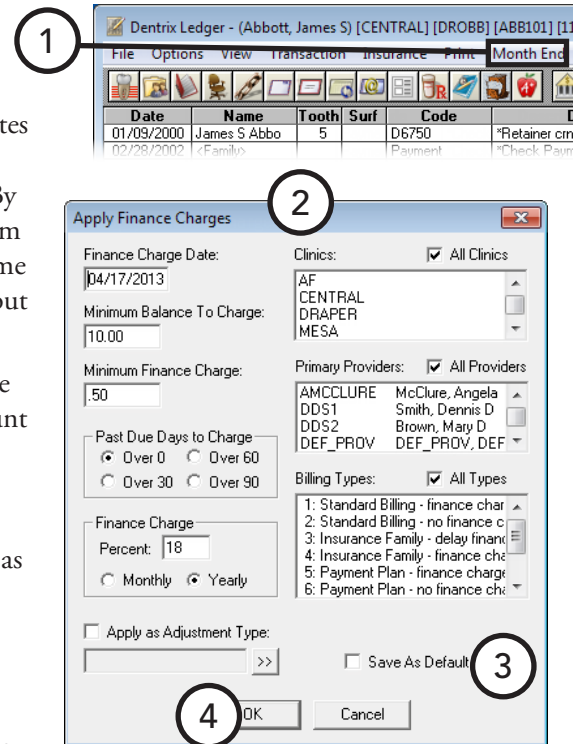 1
Dentrix Ledger - (Abbott, James S) [CENTRAL] [DROBB] [ABB101] [11
File Options View Transaction Insurance Print Month End
Date Name Tooth Surf Code D
01/09/2000 James S Abbo 5 D6750 *Retainer crn
02/28/2002 <Family> Payment *Check Paym
tes
By
m
me
out
e
unt
as
2
Apply Finance Charges
Finance Charge Date:
04/17/2013
Minimum Balance To Charge:
10.00
Minimum Finance Charge:
.50
Past Due Days to Charge
Over 0 Over 60
Over 30 Over 90
Finance Charge
Percent: 18
Monthly Yearly
Apply as Adjustment Type:
>>
Clinics: All Clinics
AF
CENTRAL
DRAPER
MESA
Primary Providers: All Providers
AMCCLURE McClure, Angela
DDS1 Smith, Dennis D
DDS2 Brown, Mary D
DEF_PROV DEF_PROV, DEF
Billing Types: All Types
1: Standard Billing - finance char
2: Standard Billing - no finance c
3: Insurance Family - delay financ
4: Insurance Family - finance cha
5: Payment Plan - finance charge
6: Payment Plan - no finance cha
Save As Default
3
4
OK Cancel